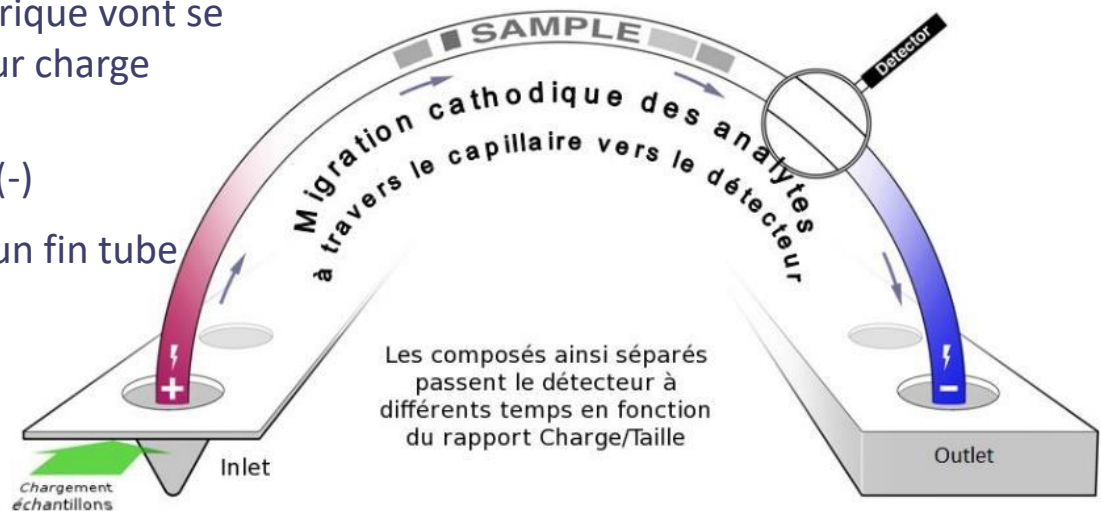 rique vont se
ur charge
(-)
un fin tube
SAMPLE
Detector
Migration cathodique des analytes
à travers le capillaire vers le détecteur
Les composés ainsi séparés
passent le détecteur à
différents temps en fonction
du rapport Charge/Taille
+
-
Inlet
Outlet
Chargement
échantillons